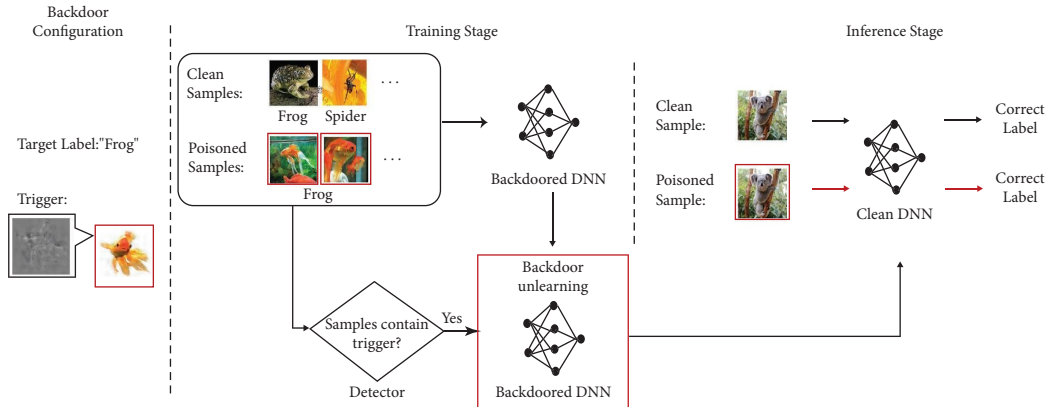 Backdoor
Configuration
Target Label:"Frog"
Trigger:
Training Stage
Clean
Samples:
Frog
Spider
. . .
Poisoned
Samples:
. . .
Frog
Backdoored DNN
Samples contain
trigger?
Detector
Yes
Backdoor
unlearning
Backdoored DNN
Inference Stage
Clean
Sample:
Correct
Label
Poisoned
Sample:
Correct
Label
Clean DNN